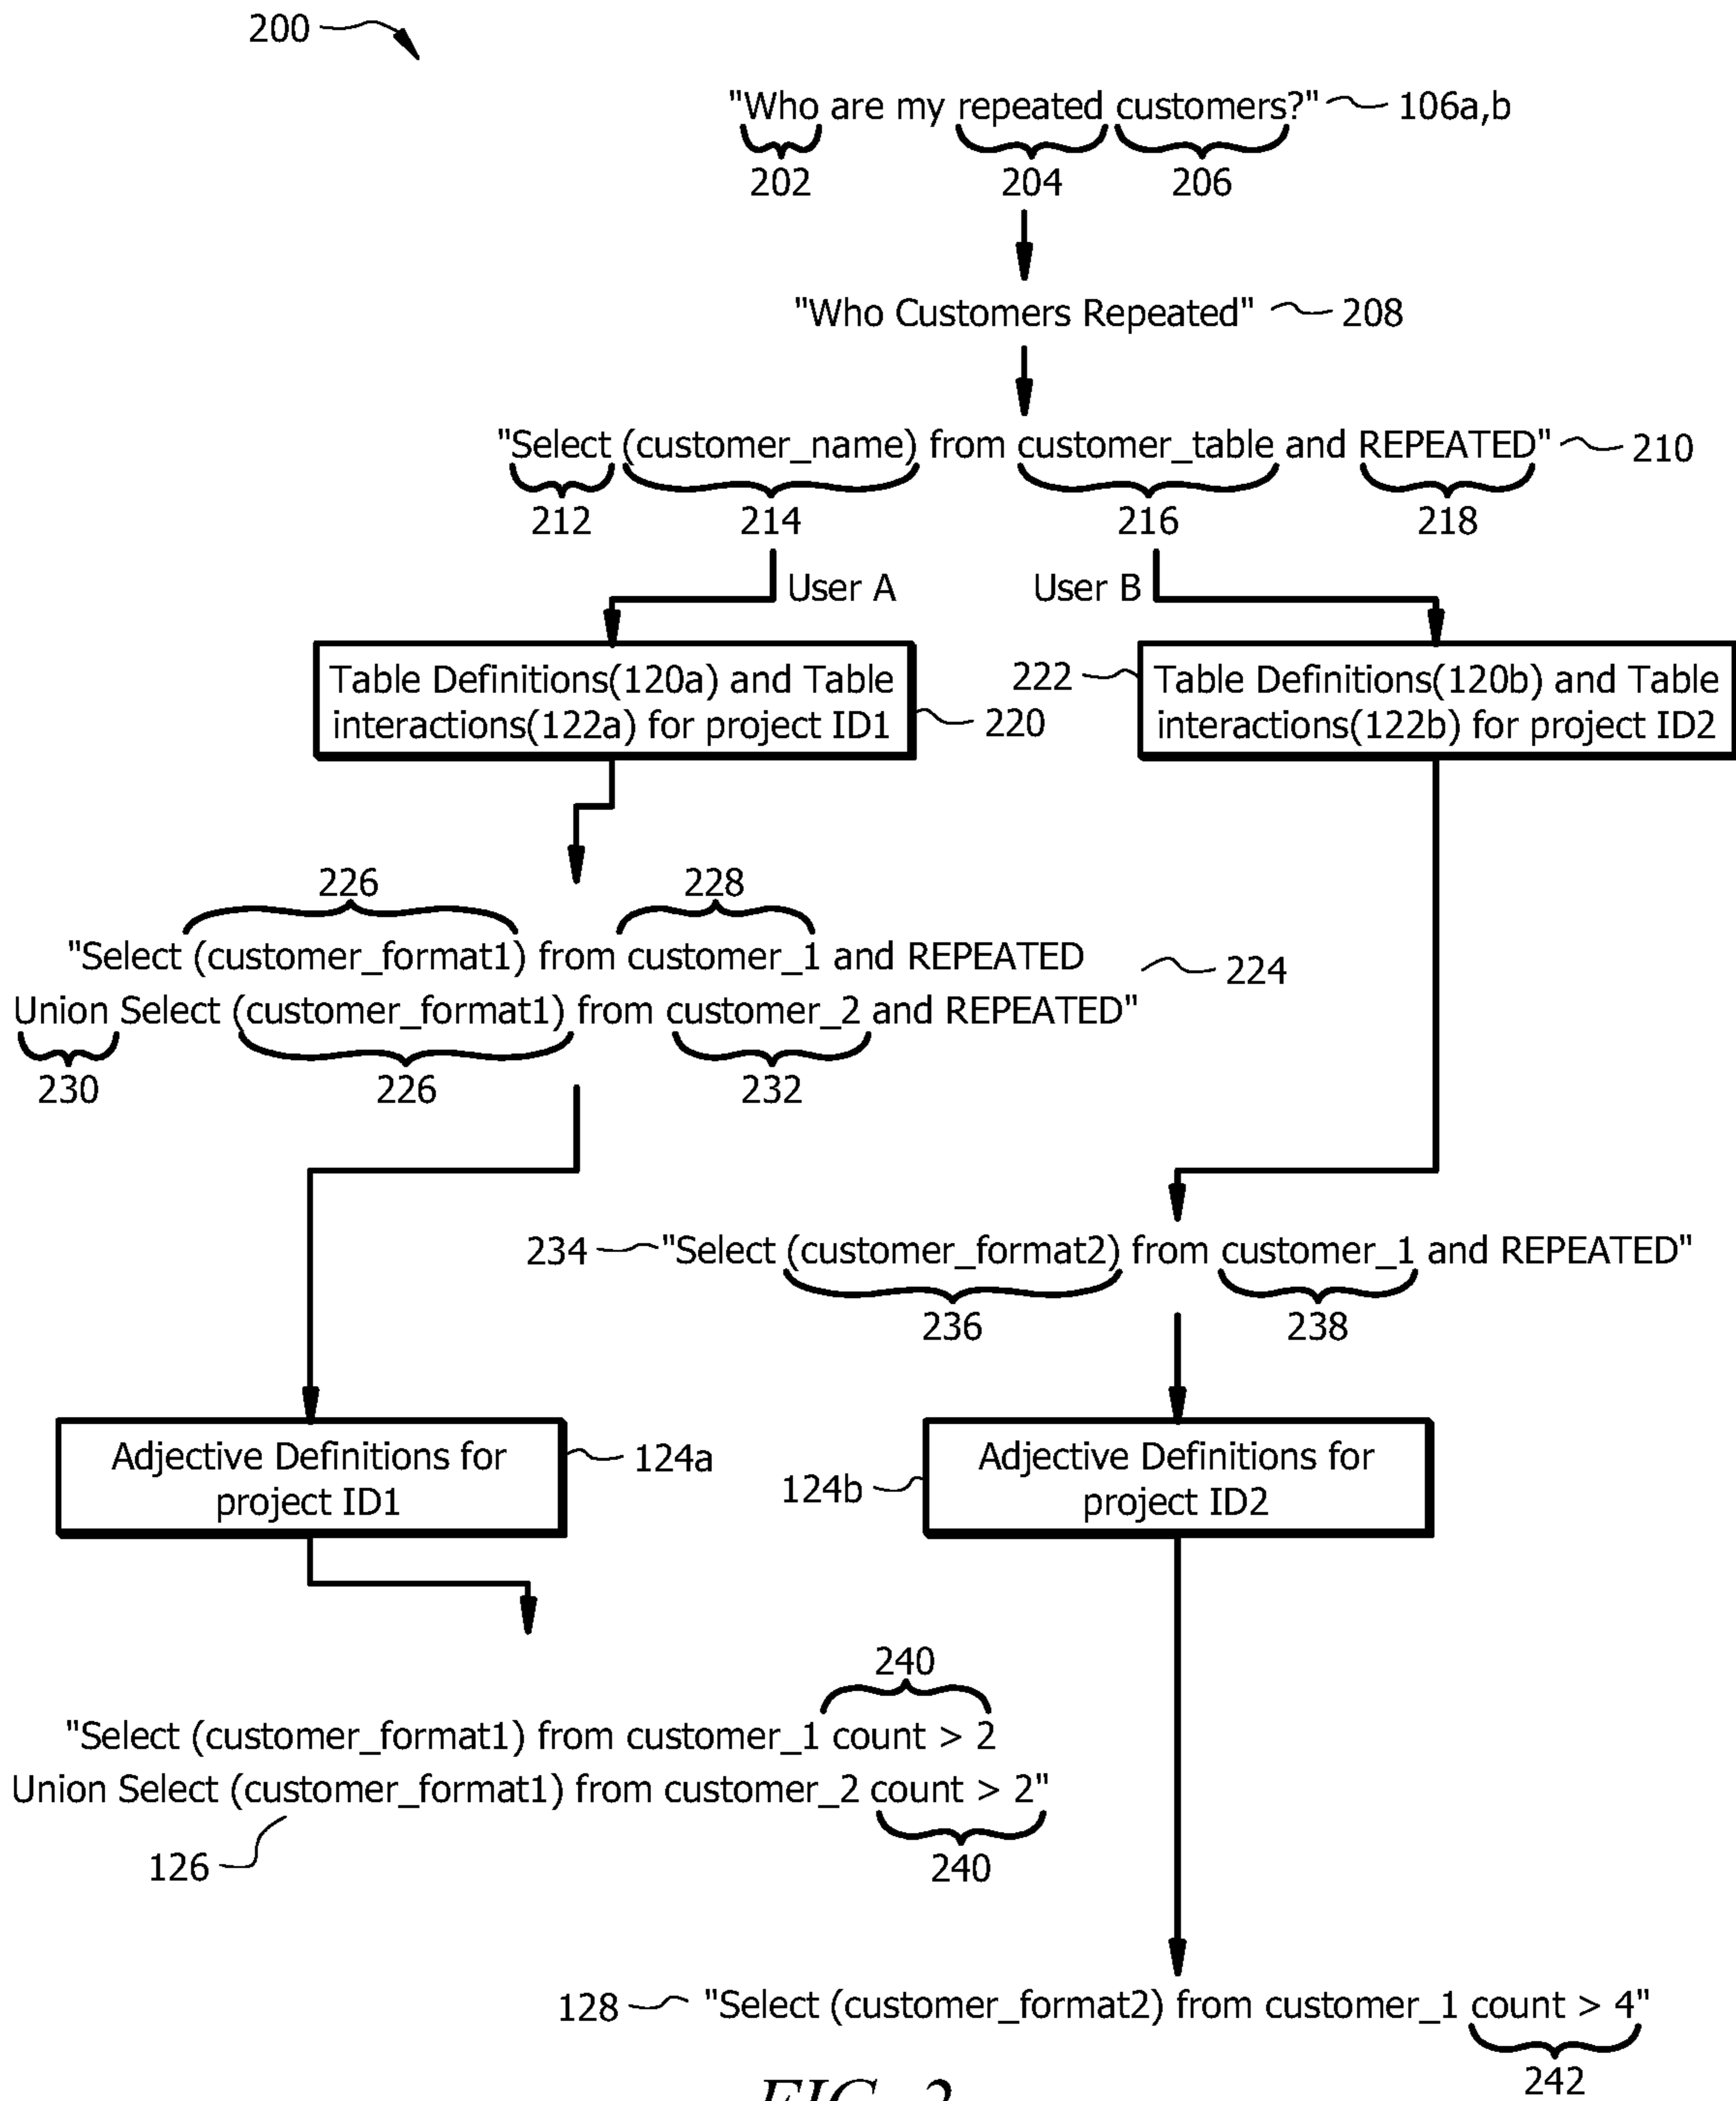 200
"Who are my repeated customers?" 106a,b
202 204 206
"Who Customers Repeated" 208
"Select (customer_name) from customer_table and REPEATED" 210
212 214 216 218
User A User B
Table Definitions(120a) and Table
interactions(122a) for project ID1
220
222
Table Definitions(120b) and Table
interactions(122b) for project ID2
226 228
"Select (customer_format1) from customer_1 and REPEATED
Union Select (customer_format1) from customer_2 and REPEATED"
224
230 226 232
234 "Select (customer_format2) from customer_1 and REPEATED"
236 238
Adjective Definitions for
project ID1
124a
124b
Adjective Definitions for
project ID2
240
"Select (customer_format1) from customer_1 count > 2
Union Select (customer_format1) from customer_2 count > 2"
126 240
128 "Select (customer_format2) from customer_1 count > 4"
242
FIG. 2